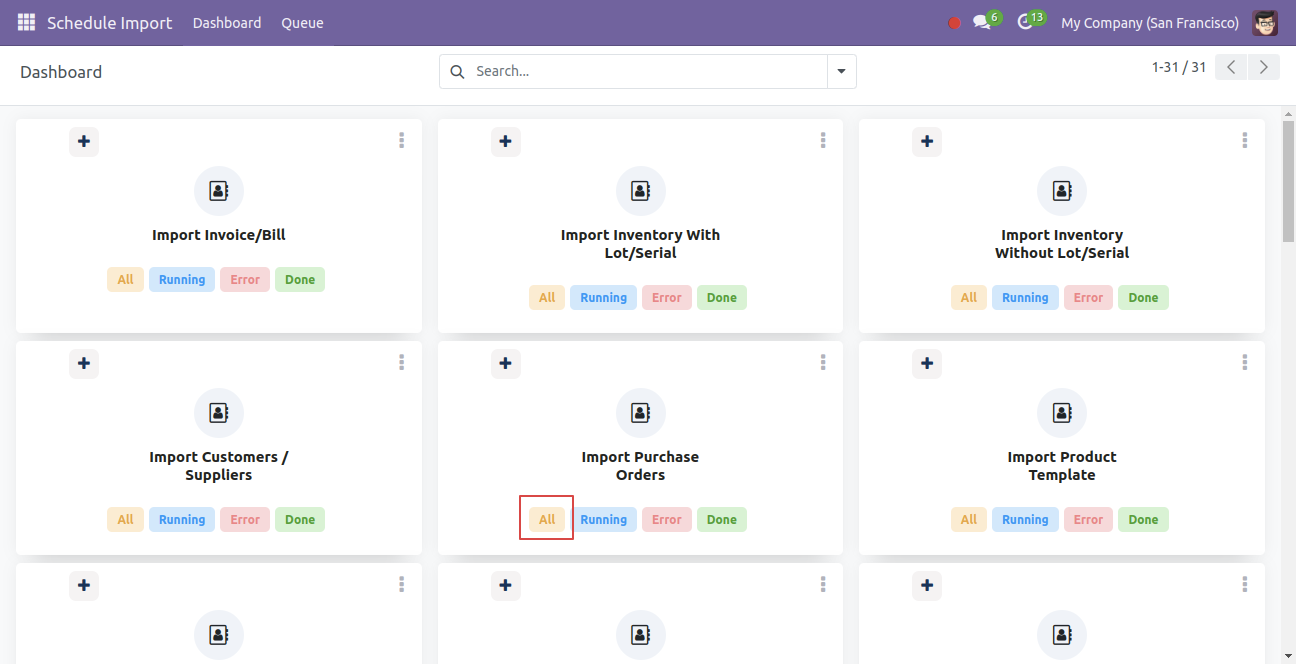 Schedule Import Dashboard Queue 6 13 My Company (San Francisco)
Dashboard Search... 1-31 / 31
Import Invoice/Bill
All Running Error Done
Import Inventory With
Lot/Serial
All Running Error Done
Import Inventory
Without Lot/Serial
All Running Error Done
Import Customers /
Suppliers
All Running Error Done
Import Purchase
Orders
All Running Error Done
Import Product
Template
All Running Error Done